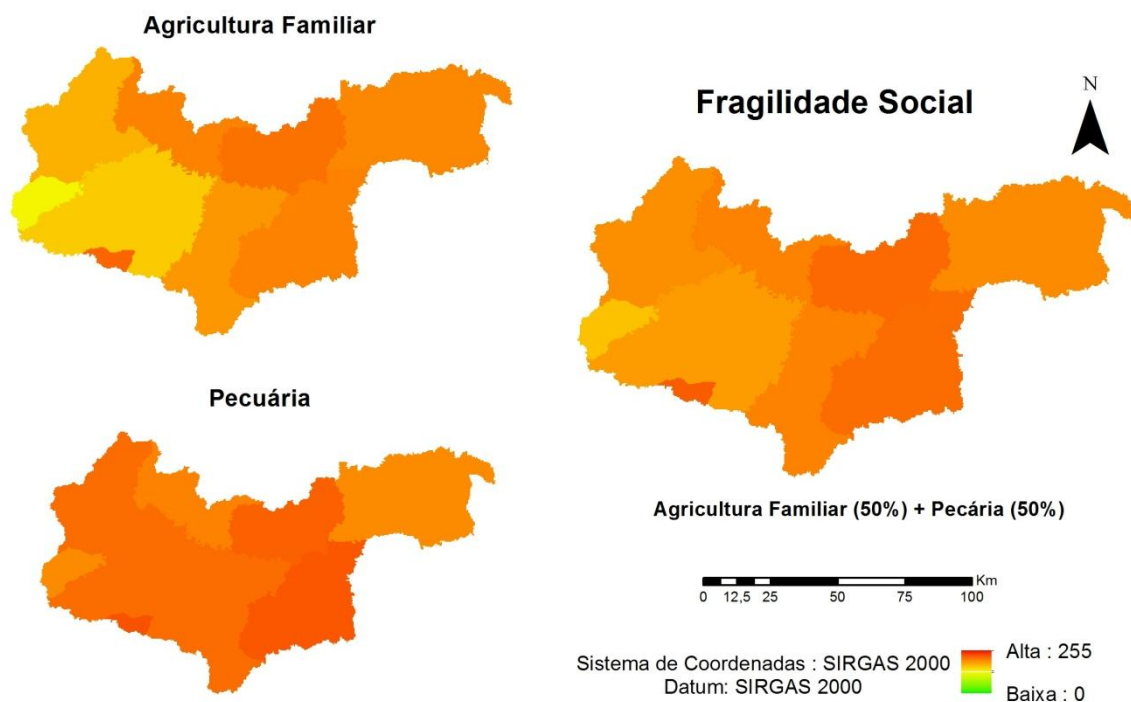 Agricultura Familiar
Pecuária
Fragilidade Social
N
Agricultura Familiar (50%) + Pecária (50%)
Km
0 12,5 25 50 75 100
Sistema de Coordenadas : SIRGAS 2000
Datum: SIRGAS 2000
Alta : 255
Baixa : 0